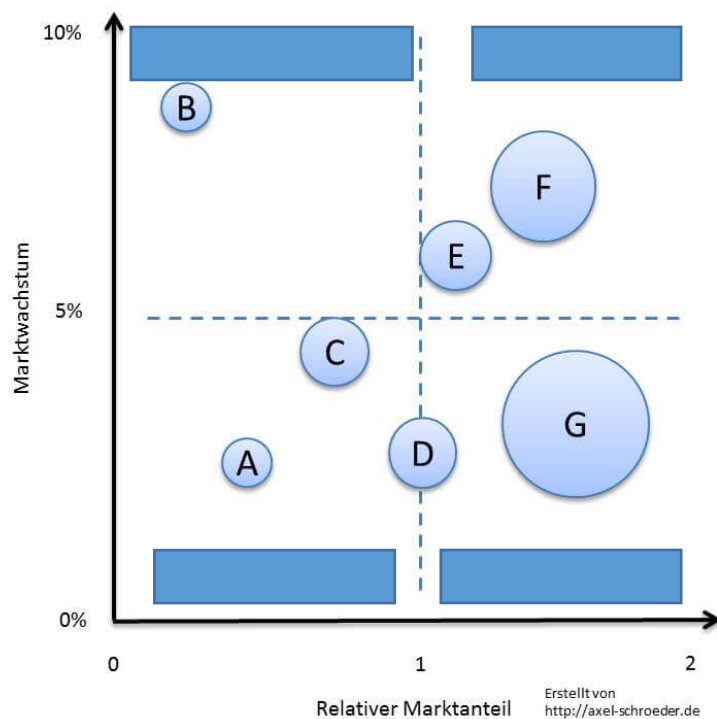 10%
B
F
E
Marktwachstum
5%
C
G
D
A
0%
0
1
2
Relativer Marktanteil
Erstellt von
http://axel-schroeder.de